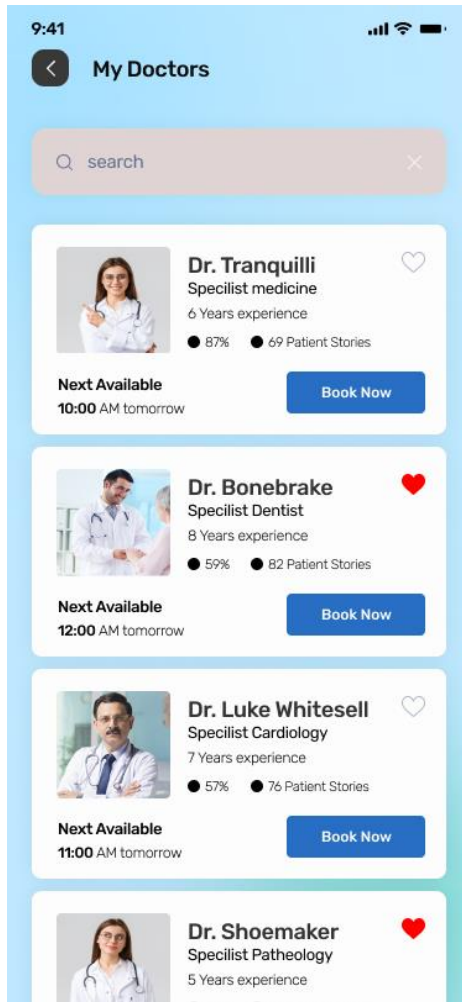 9:41
My Doctors
search
Dr. Tranquilli
Specilist medicine
6 Years experience
87% 69 Patient Stories
Next Available
10:00 AM tomorrow
Book Now
Dr. Bonebrake
Specilist Dentist
8 Years experience
59% 82 Patient Stories
Next Available
12:00 AM tomorrow
Book Now
Dr. Luke Whitesell
Specilist Cardiology
7 Years experience
57% 76 Patient Stories
Next Available
11:00 AM tomorrow
Book Now
Dr. Shoemaker
Specilist Patheology
5 Years experience